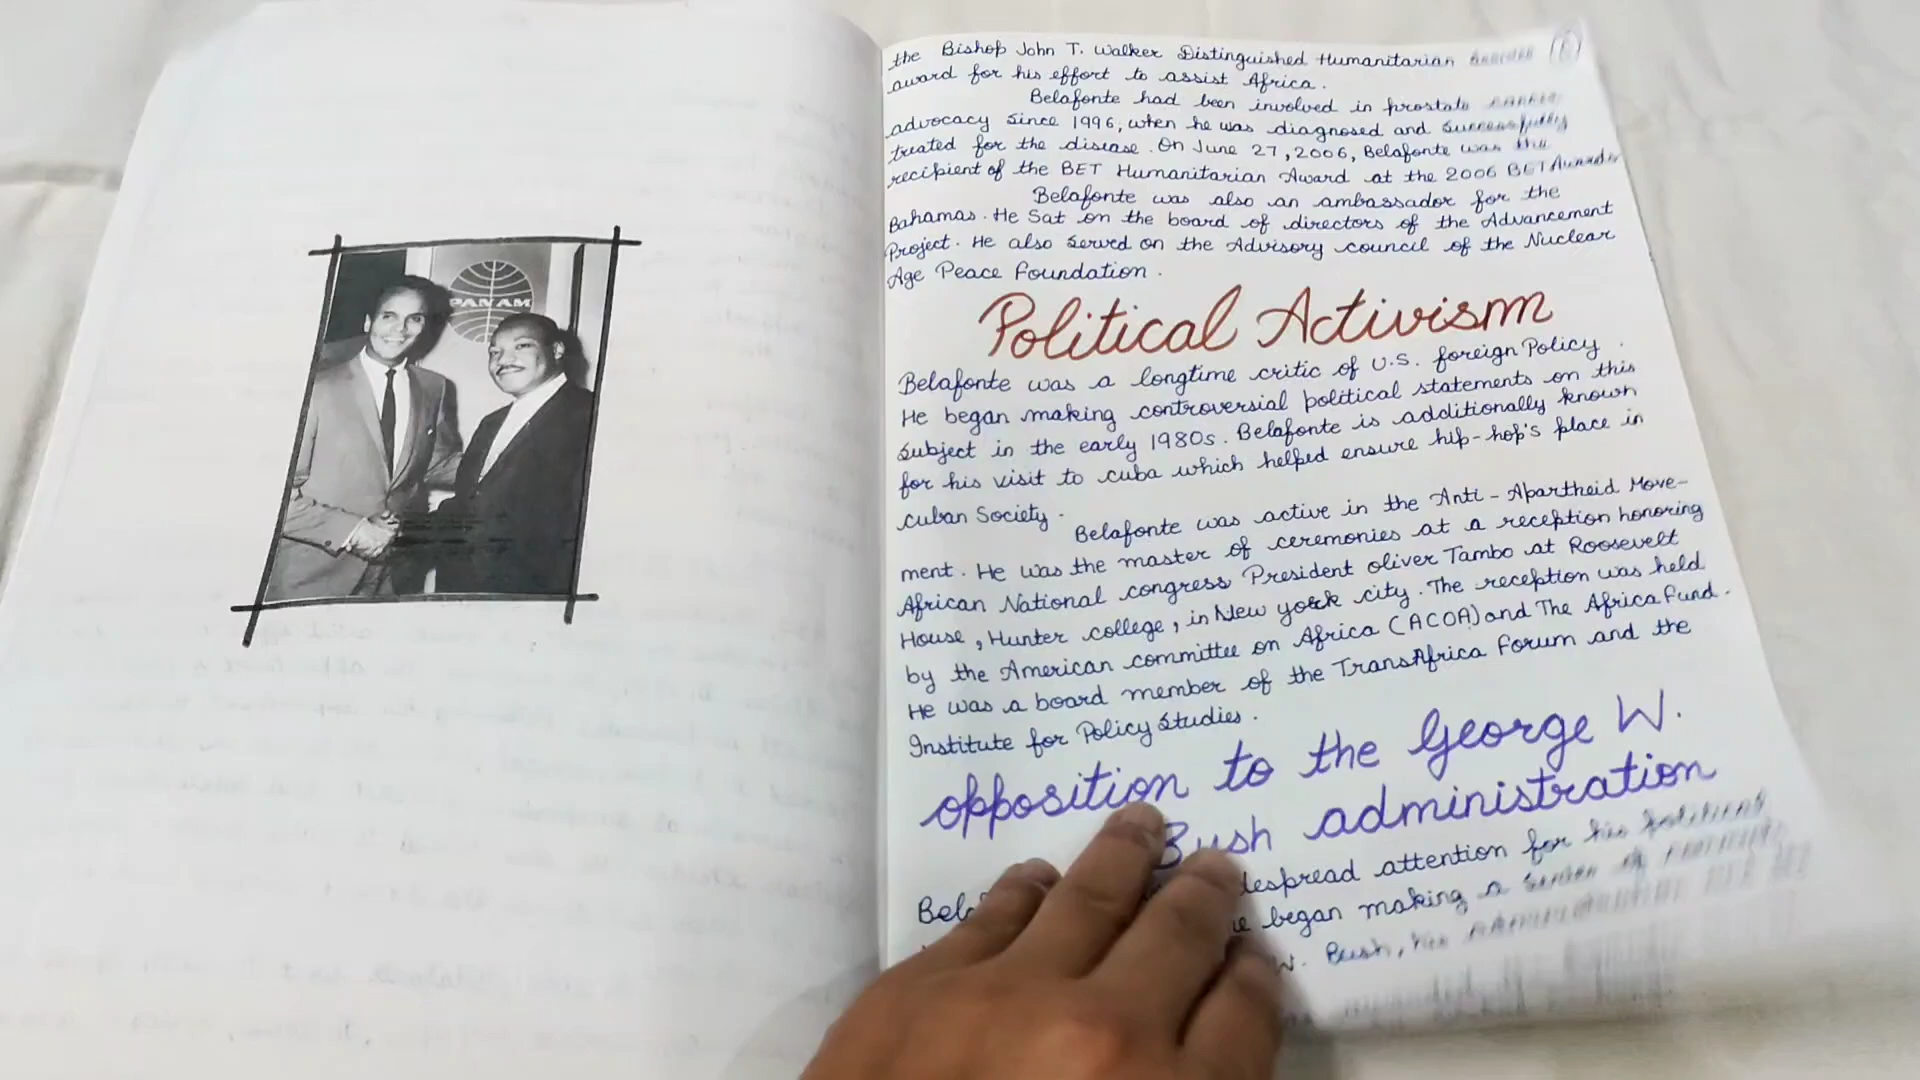 PAN AM
the Bishop John T. Walker Distinguished Humanitarian
award for his effort to assist Africa.
Belafonte had been involved in prostate cancer
advocacy since 1996, when he was diagnosed and successfully
treated for the disease. On June 27, 2006, Belafonte was the
recipient of the BET Humanitarian Award at the 2006 BET Awards
Belafonte was also an ambassador for the
Bahamas. He Sat on the board of directors of the Advancement
Project. He also served on the Advisory council of the Nuclear
Age Peace Foundation.
Political Activism
Belafonte was a longtime critic of U.S. foreign Policy.
He began making controversial political statements on this
subject in the early 1980s. Belafonte is additionally known
for his visit to cuba which helped ensure hip-hop's place in
cuban Society.
Belafonte was active in the Anti-Apartheid Move-
ment. He was the master of ceremonies at a reception honoring
African National congress President oliver Tambo at Roosevelt
House, Hunter college, in New york city. The reception was held
by the American committee on Africa (ACOA) and The Africa Fund.
He was a board member of the TransAfrica Forum and the
Institute for Policy Studies.
opposition to the George W.
Bush administration
despread attention for his political
began making a series of
W. Bush, his